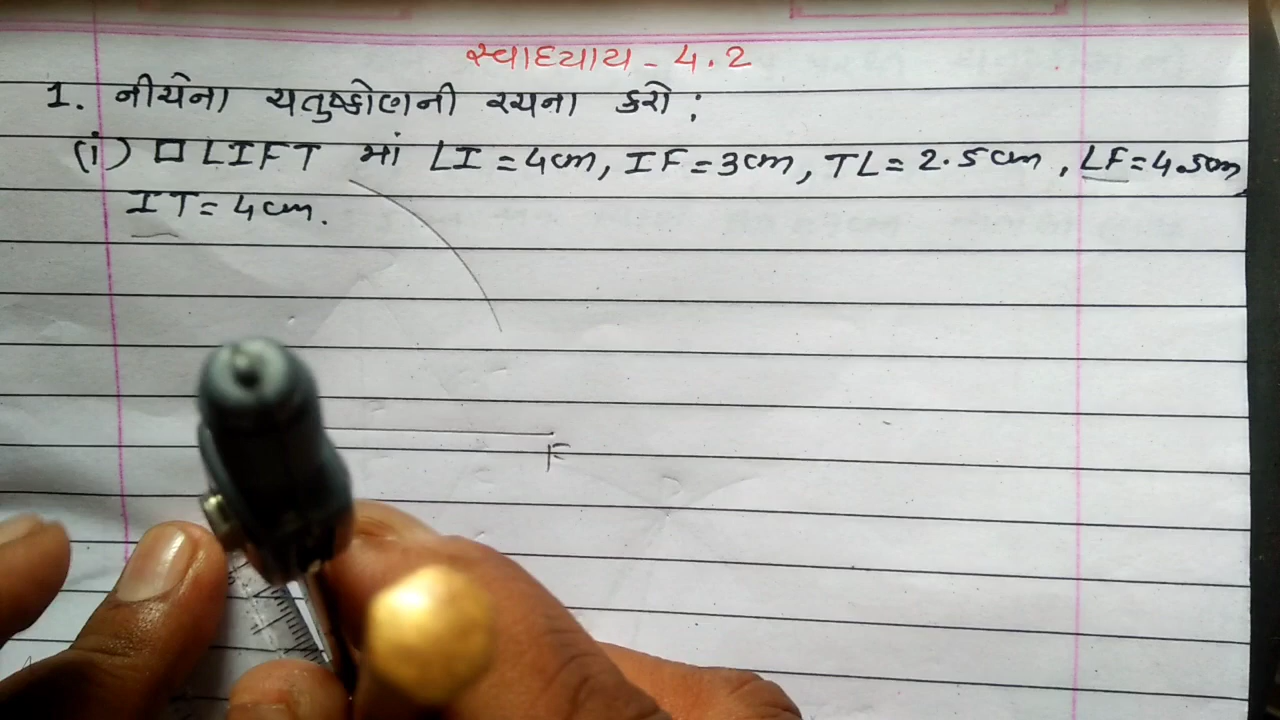 સ્વાધ્યાય - 4.2
1. નીચેના ચતુષ્કોણની રચના કરો :
(i) □ LIFT માં LI = 4cm, IF = 3cm, TL = 2.5cm, LF = 4.5cm,
IT = 4cm.
F